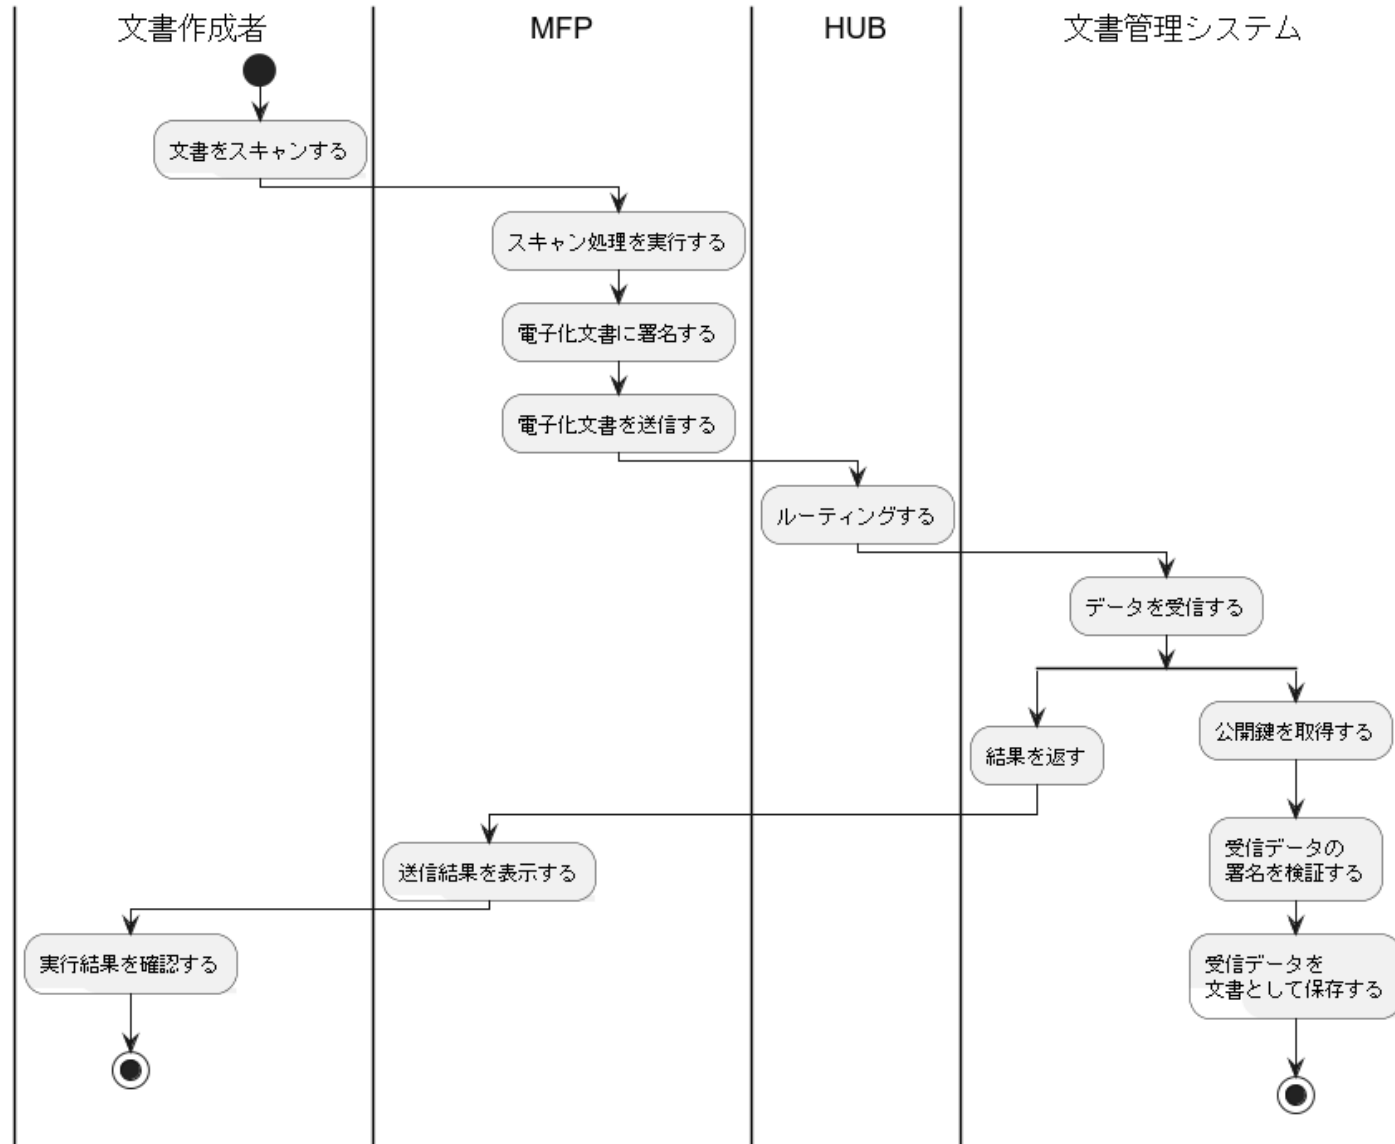 文書作成者
MFP
HUB
文書管理システム
文書をスキャンする
スキャン処理を実行する
電子化文書に署名する
電子化文書を送信する
ルーティングする
データを受信する
公開鍵を取得する
結果を返す
受信データの
署名を検証する
送信結果を表示する
実行結果を確認する
受信データを
文書として保存する